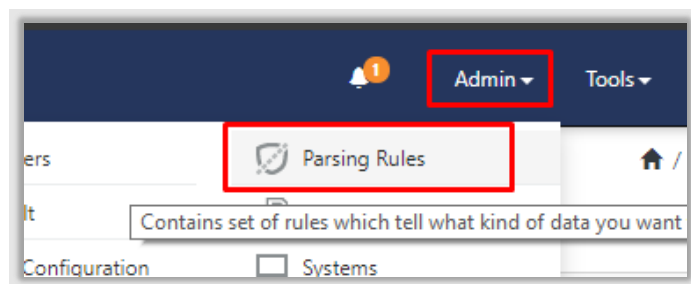 1
Admin Tools
ers Parsing Rules /
lt
Contains set of rules which tell what kind of data you want
Configuration Systems